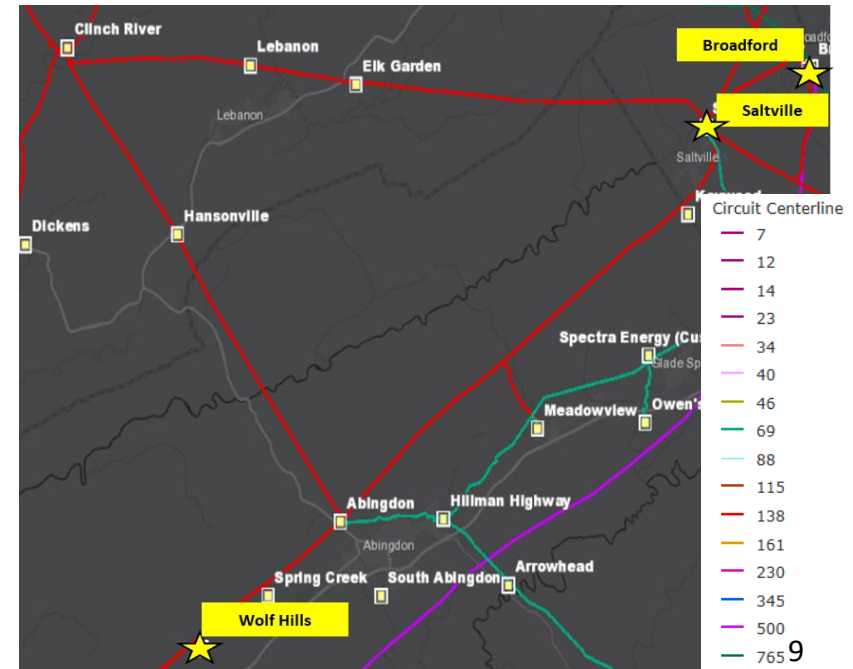 Clinch River
Lebanon
Elk Garden
Broadford
Saltville
Lebanon
Saltville
Dickens
Hansonville
Circuit Centerline
7
12
14
23
34
40
46
69
88
115
138
161
230
345
500
765
Spectra Energy (Cus
Glade Sp
Meadowview
Owen's
Abingdon
Hillman Highway
Abingdon
Spring Creek
South Abingdon
Arrowhead
Wolf Hills
9